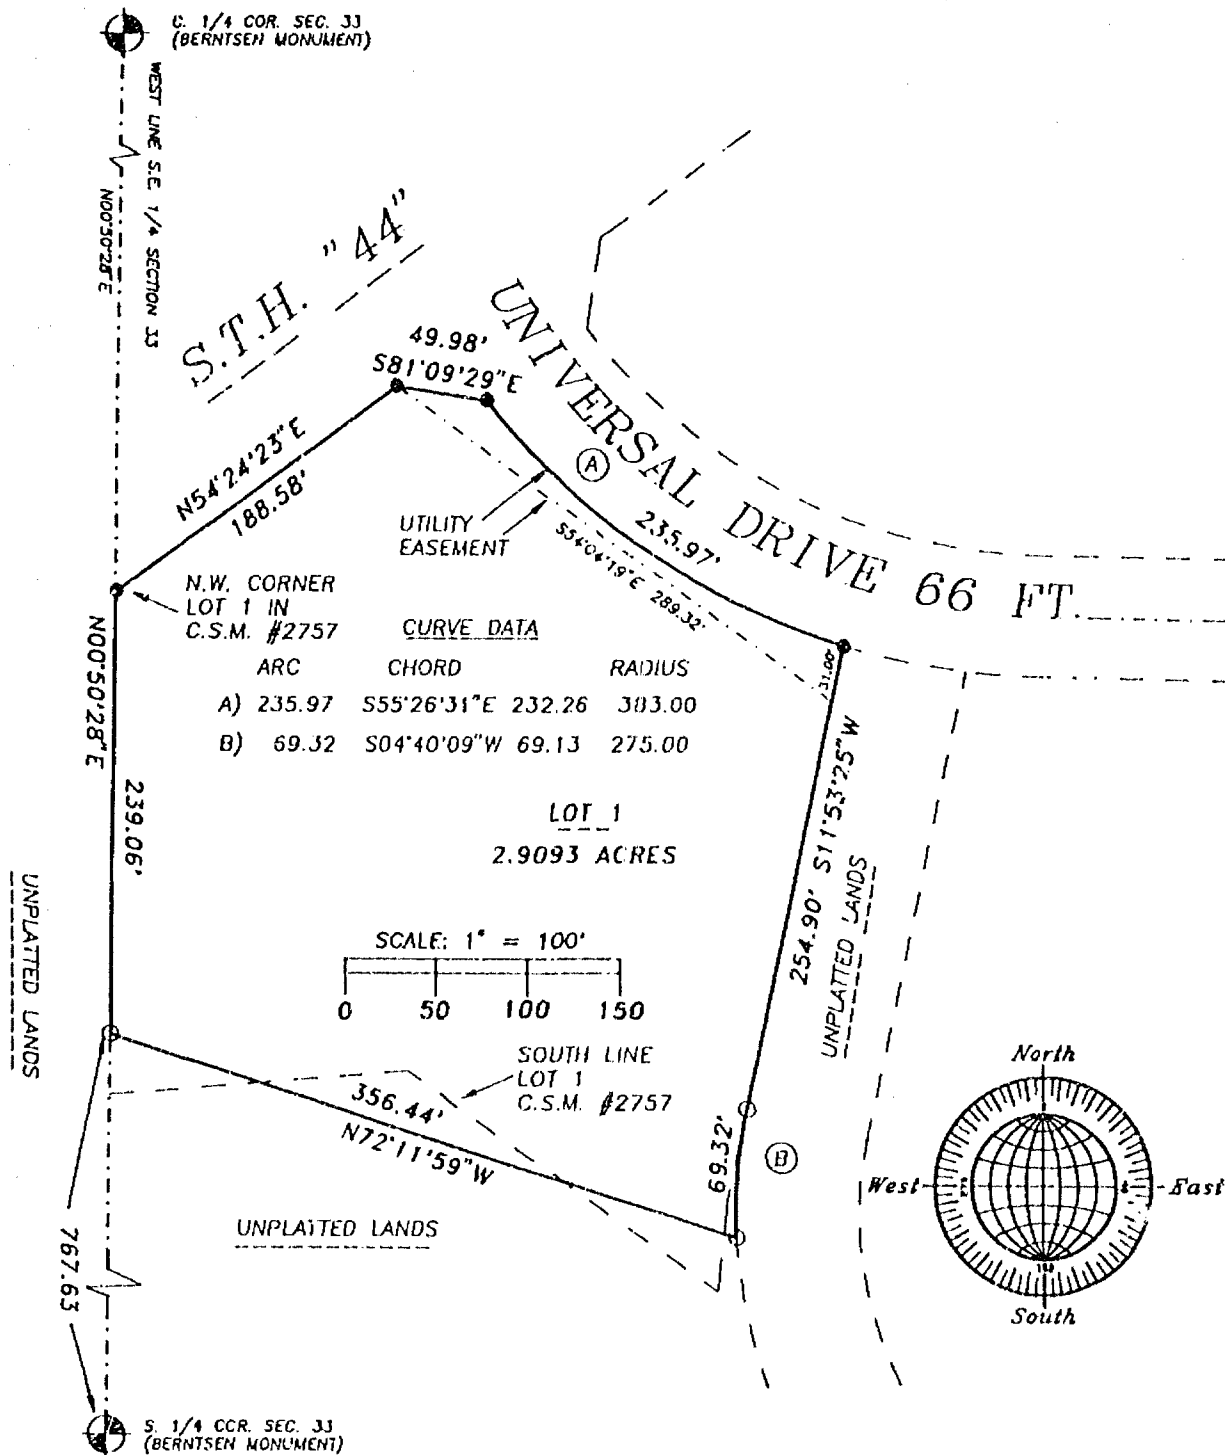 C. 1/4 COR. SEC. 33
(BERNTSEN MONUMENT)
WEST LINE S.E. 1/4 SECTION 33
N00°50'28"E
S.T.H. "44"
49.98'
S81°09'29"E
UNIVERSAL DRIVE 66 FT.
A
N54°24'23"E
188.58'
UTILITY
EASEMENT
235.97'
S54°04'19"E 289.32'
31.00'
N.W. CORNER
LOT 1 IN
C.S.M. #2757
CURVE DATA
ARC CHORD RADIUS
A) 235.97 S55°26'31"E 232.26 383.00
B) 69.32 S04°40'09"W 69.13 275.00
N00°50'28"E
239.06'
LOT 1
2.9093 ACRES
254.90' S11°53'25"W
UNPLATTED LANDS
UNPLATTED LANDS
SCALE: 1" = 100'
0 50 100 150
SOUTH LINE
LOT 1
C.S.M. #2757
356.44'
N72°11'59"W
69.32'
B
UNPLATTED LANDS
767.63
North
West
East
South
S. 1/4 COR. SEC. 33
(BERNTSEN MONUMENT)